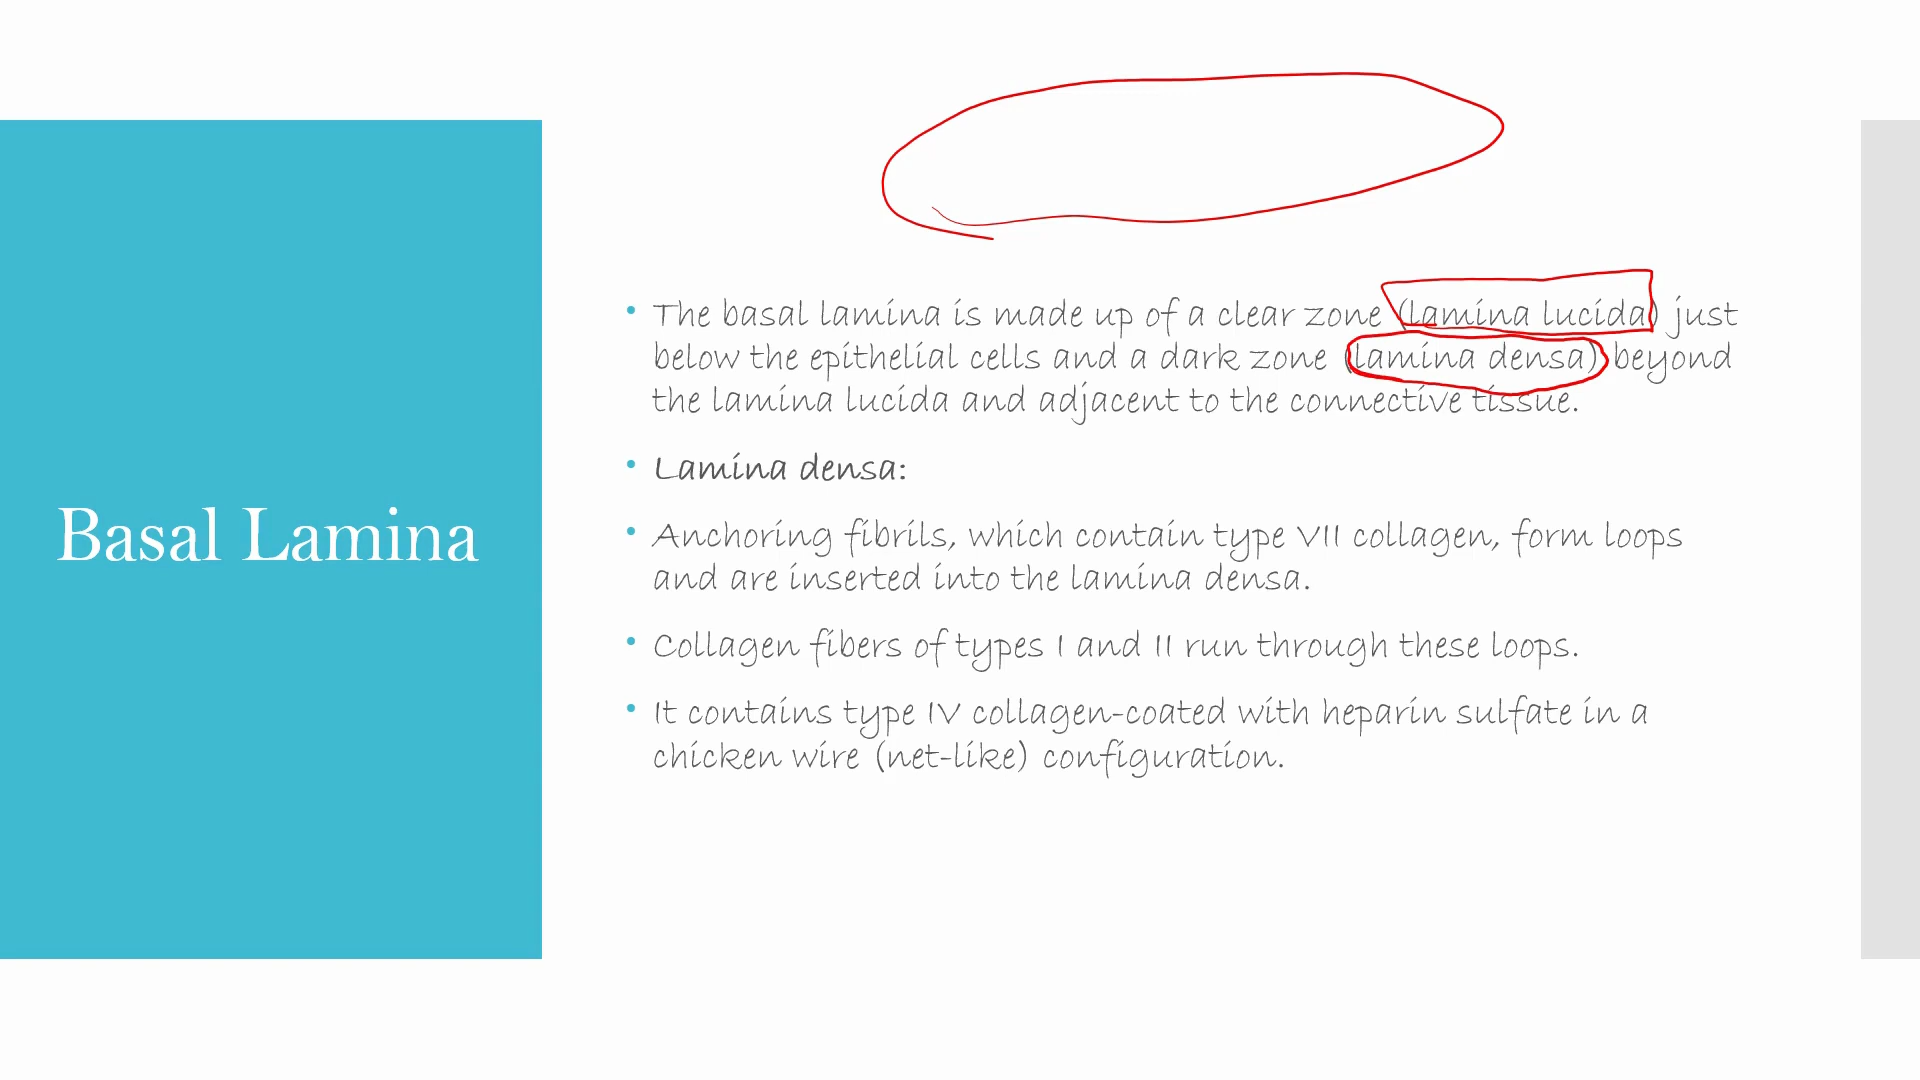 Basal Lamina
• The basal lamina is made up of a clear zone (lamina lucida) just
below the epithelial cells and a dark zone (lamina densa) beyond
the lamina lucida and adjacent to the connective tissue.
• Lamina densa:
• Anchoring fibrils, which contain type VII collagen, form loops
and are inserted into the lamina densa.
• Collagen fibers of types I and II run through these loops.
• It contains type IV collagen-coated with heparin sulfate in a
chicken wire (net-like) configuration.